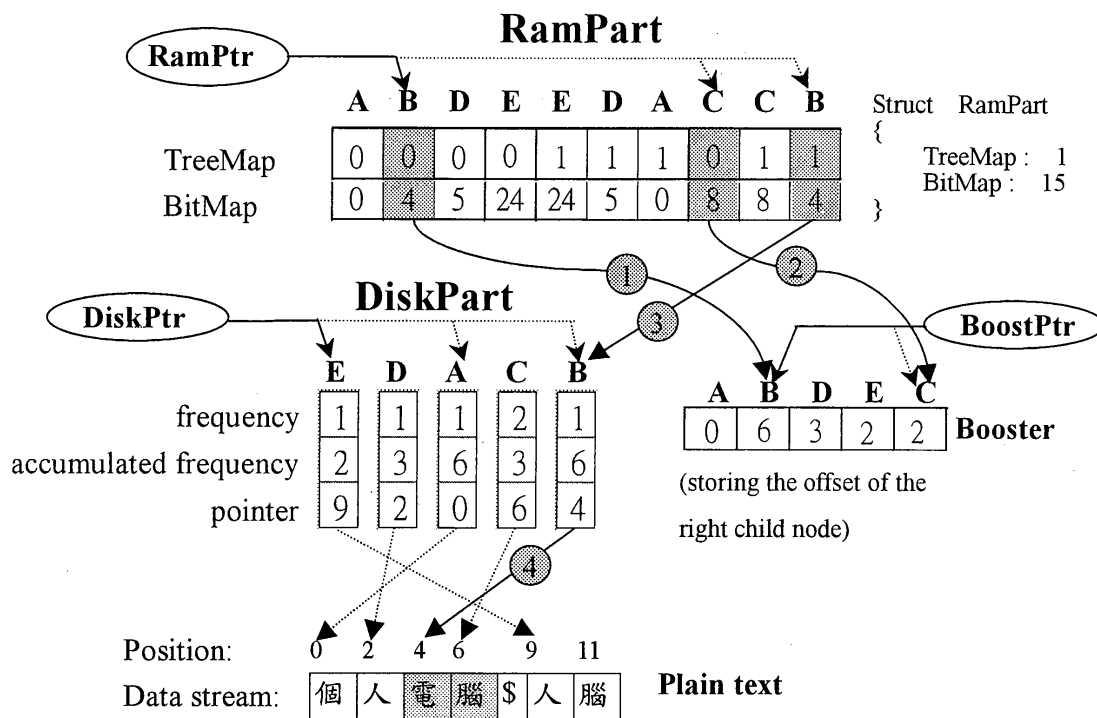 RamPart
RamPtr
A B D E E D A C C B
Struct RamPart
{
TreeMap 0 0 0 0 1 1 1 0 1 1
TreeMap : 1
BitMap 0 4 5 24 24 5 0 8 8 4
BitMap : 15
}
1 2
DiskPart
DiskPtr
3
BoostPtr
E D A C B
A B D E C
frequency 1 1 1 2 1
0 6 3 2 2 Booster
accumulated frequency 2 3 6 3 6
(storing the offset of the
pointer 9 2 0 6 4
right child node)
4
Position: 0 2 4 6 9 11
Data stream: 個 人 電 腦 $ 人 腦
Plain text